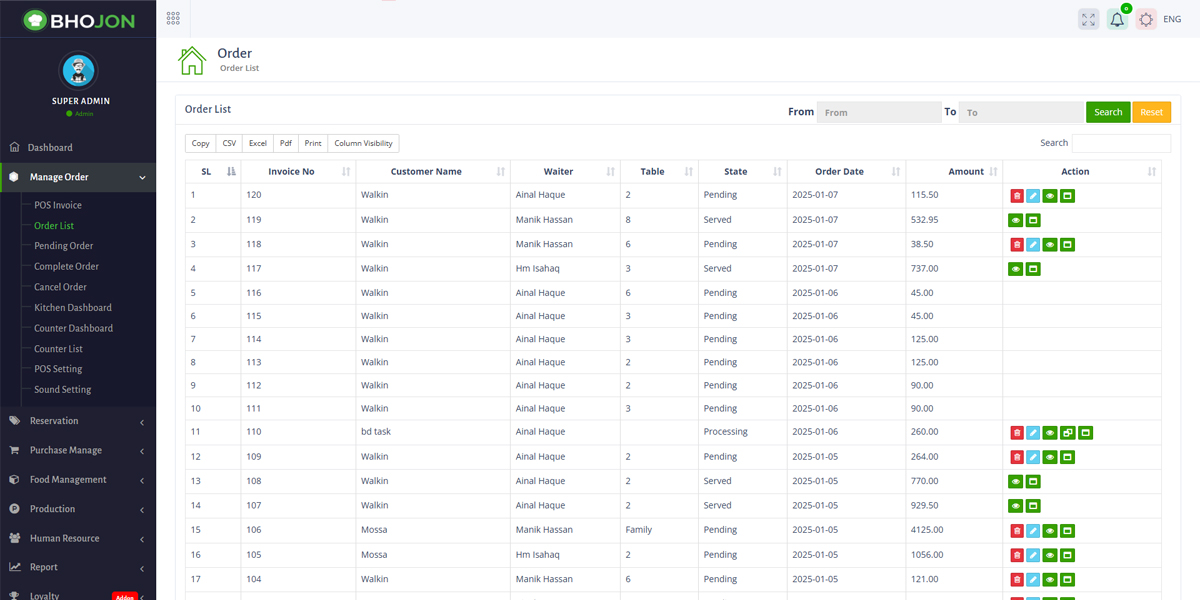 BHOJON
0
ENG
SUPER ADMIN
Admin
Dashboard
Manage Order
POS Invoice
Order List
Pending Order
Complete Order
Cancel Order
Kitchen Dashboard
Counter Dashboard
Counter List
POS Setting
Sound Setting
Reservation
Purchase Manage
Food Management
Production
Human Resource
Report
Loyalty Addon
Order
Order List
Order List
From From To To Search Reset
Copy CSV Excel Pdf Print Column Visibility
Search
SL Invoice No Customer Name Waiter Table State Order Date Amount Action
1 120 Walkin Ainal Haque 2 Pending 2025-01-07 115.50
2 119 Walkin Manik Hassan 8 Served 2025-01-07 532.95
3 118 Walkin Manik Hassan 6 Pending 2025-01-07 38.50
4 117 Walkin Hm Isahaq 3 Served 2025-01-07 737.00
5 116 Walkin Ainal Haque 6 Pending 2025-01-06 45.00
6 115 Walkin Ainal Haque 3 Pending 2025-01-06 45.00
7 114 Walkin Ainal Haque 3 Pending 2025-01-06 125.00
8 113 Walkin Ainal Haque 2 Pending 2025-01-06 125.00
9 112 Walkin Ainal Haque 2 Pending 2025-01-06 90.00
10 111 Walkin Ainal Haque 3 Pending 2025-01-06 90.00
11 110 bd task Ainal Haque Processing 2025-01-06 260.00
12 109 Walkin Ainal Haque 2 Pending 2025-01-05 264.00
13 108 Walkin Ainal Haque 2 Served 2025-01-05 770.00
14 107 Walkin Ainal Haque 2 Served 2025-01-05 929.50
15 106 Mossa Manik Hassan Family Pending 2025-01-05 4125.00
16 105 Mossa Hm Isahaq 2 Pending 2025-01-05 1056.00
17 104 Walkin Manik Hassan 6 Pending 2025-01-05 121.00